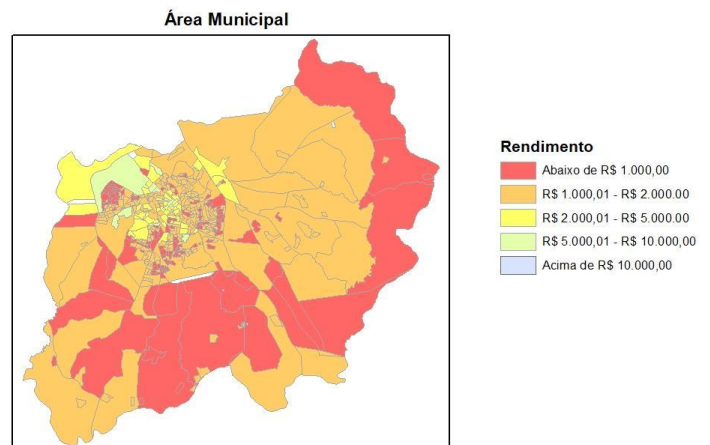 Área Municipal
Rendimento
Abaixo de R$ 1.000,00
R$ 1.000,01 - R$ 2.000.00
R$ 2.000,01 - R$ 5.000.00
R$ 5.000,01 - R$ 10.000,00
Acima de R$ 10.000,00